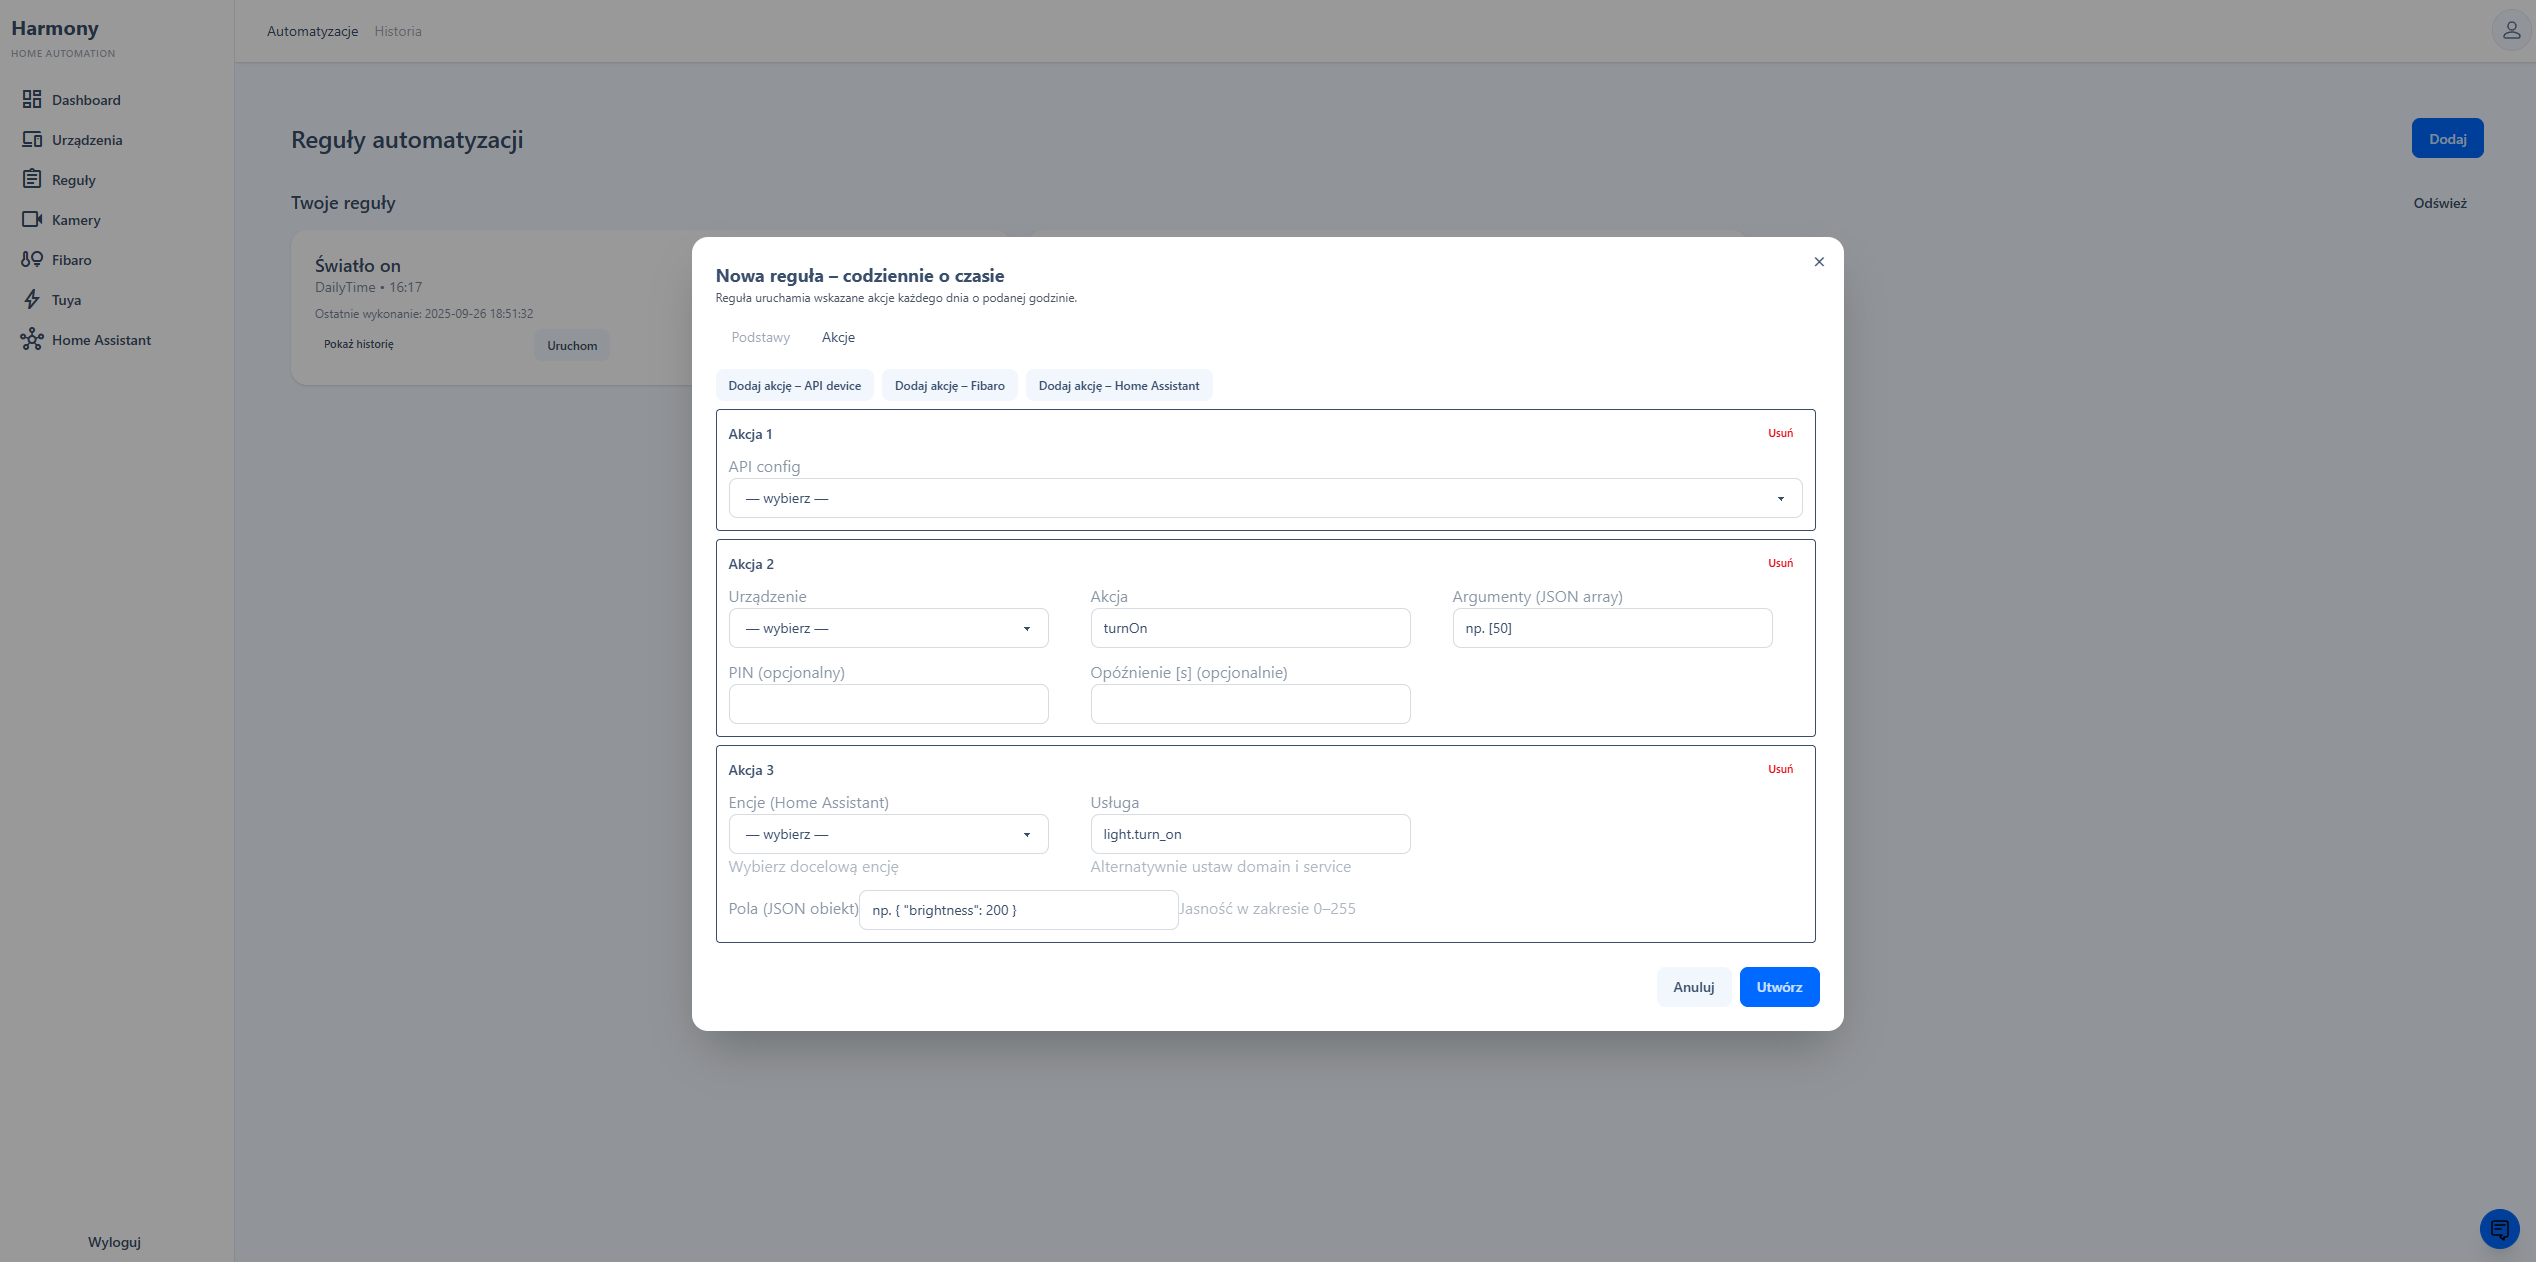 Harmony
HOME AUTOMATION
Dashboard
Urządzenia
Reguły
Kamery
Fibaro
Tuya
Home Assistant
Wyloguj
Automatyzacje Historia
Reguły automatyzacji
Dodaj
Twoje reguły
Odśwież
Światło on
DailyTime • 16:17
Ostatnie wykonanie: 2025-09-26 18:51:32
Pokaż historię Uruchom
Nowa reguła – codziennie o czasie
Reguła uruchamia wskazane akcje każdego dnia o podanej godzinie.
Podstawy Akcje
Dodaj akcję – API device Dodaj akcję – Fibaro Dodaj akcję – Home Assistant
Akcja 1 Usuń
API config
— wybierz —
Akcja 2 Usuń
Urządzenie Akcja Argumenty (JSON array)
— wybierz — turnOn np. [50]
PIN (opcjonalny) Opóźnienie [s] (opcjonalnie)
Akcja 3 Usuń
Encje (Home Assistant) Usługa
— wybierz — light.turn_on
Wybierz docelową encję Alternatywnie ustaw domain i service
Pola (JSON obiekt) np. { "brightness": 200 } Jasność w zakresie 0–255
Anuluj Utwórz